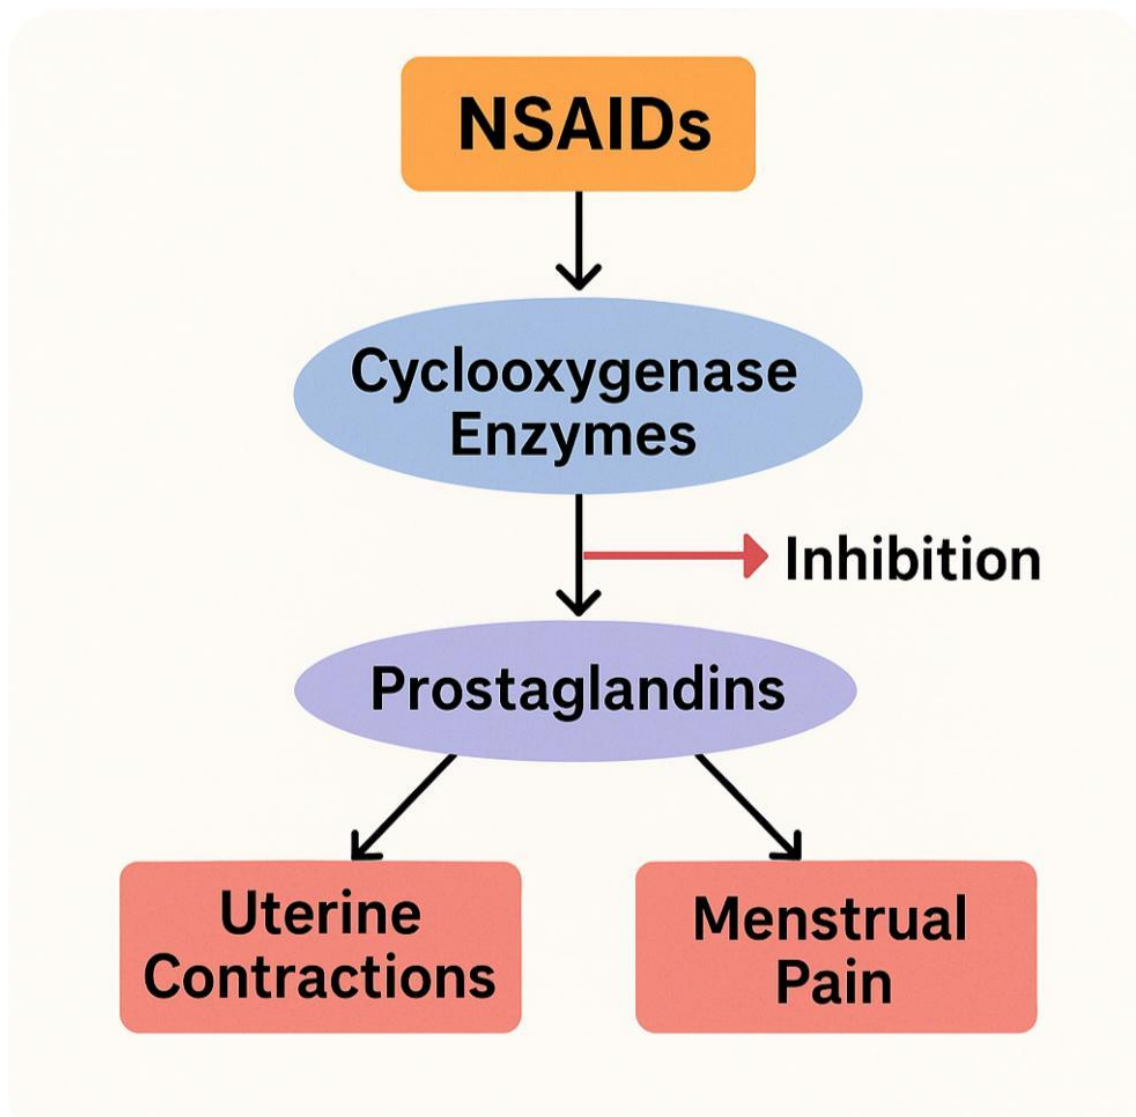 NSAIDs
Cyclooxygenase
Enzymes
Inhibition
Prostaglandins
Uterine
Contractions
Menstrual
Pain